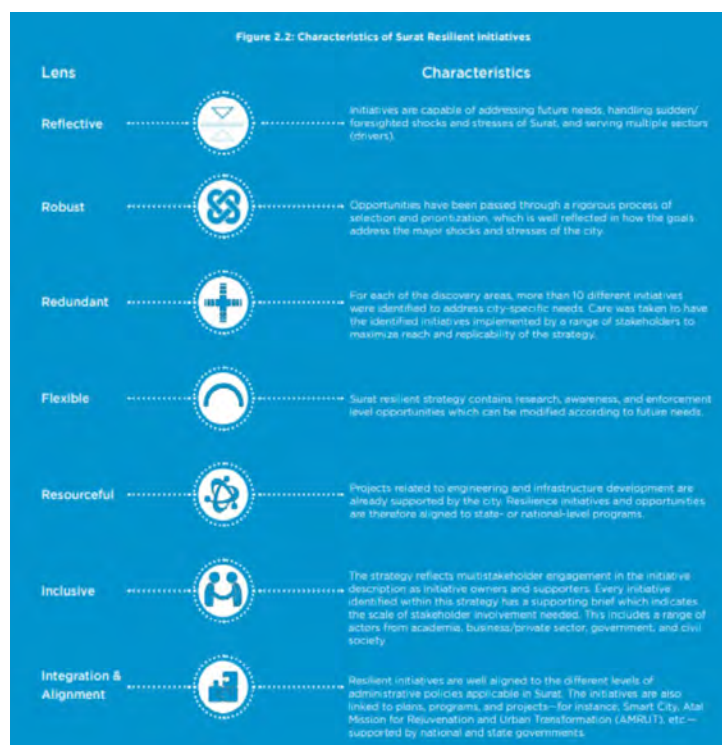 Figure 2.2: Characteristics of Surat Resilient Initiatives
Lens
Characteristics
Reflective
Initiatives are capable of addressing future needs, handling sudden/
foresighted shocks and stresses of Surat, and serving multiple sectors
(drivers).
Robust
Opportunities have been passed through a rigorous process of
selection and prioritization, which is well reflected in how the goals
address the major shocks and stresses of the city.
Redundant
For each of the discovery areas, more than 10 different initiatives
were identified to address city-specific needs. Care was taken to have
the identified initiatives implemented by a range of stakeholders to
maximize reach and replicability of the strategy.
Flexible
Surat resilient strategy contains research, awareness, and enforcement
level opportunities which can be modified according to future needs.
Resourceful
Projects related to engineering and infrastructure development are
already supported by the city. Resilience initiatives and opportunities
are therefore aligned to state- or national-level programs.
Inclusive
The strategy reflects multistakeholder engagement in the initiative
description as initiative owners and supporters. Every initiative
identified within this strategy has a supporting brief which indicates
the scale of stakeholder involvement needed. This includes a range of
actors from academia, business/private sector, government, and civil
society
Integration &
Alignment
Resilient initiatives are well aligned to the different levels of
administrative policies applicable in Surat. The initiatives are also
linked to plans, programs, and projects—for instance, Smart City, Atal
Mission for Rejuvenation and Urban Transformation (AMRUT), etc.—
supported by national and state governments.